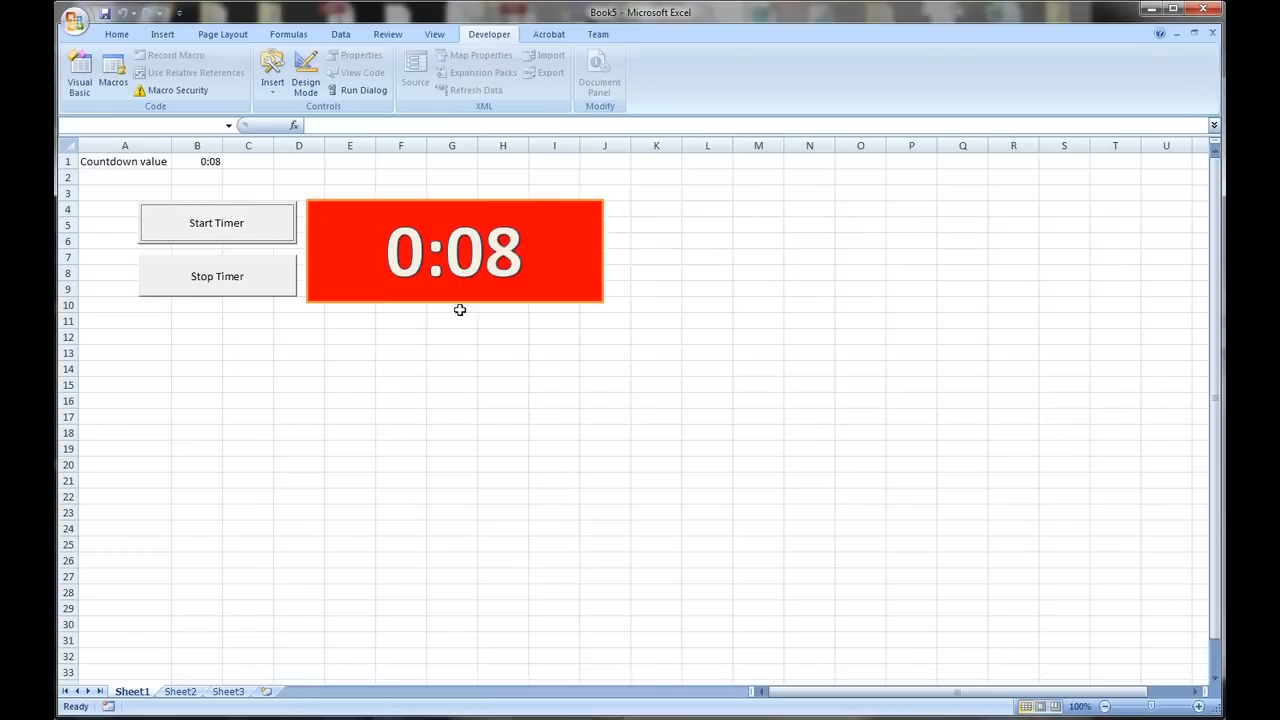 Book5 - Microsoft Excel
Home Insert Page Layout Formulas Data Review View Developer Acrobat Team
Visual Basic
Macros
Record Macro
Use Relative References
Macro Security
Code
Insert
Design Mode
Properties
View Code
Run Dialog
Controls
Source
Map Properties
Expansion Packs
Refresh Data
Import
Export
XML
Document Panel
Modify
fx
A B C D E F G H I J K L M N O P Q R S T U
1 Countdown value 0:08
2
3
4
5
6
7
8
9
10
11
12
13
14
15
16
17
18
19
20
21
22
23
24
25
26
27
28
29
30
31
32
33
Start Timer
Stop Timer
0:08
Sheet1 Sheet2 Sheet3
Ready
100%